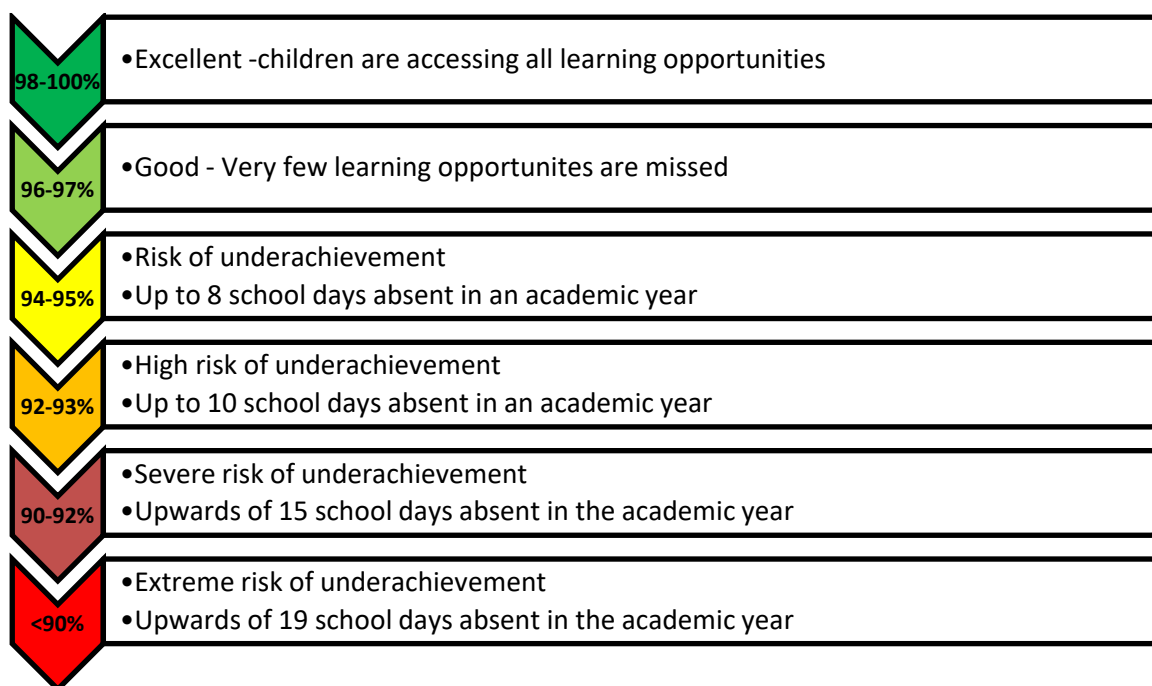 98-100%
•Excellent -children are accessing all learning opportunities
96-97%
•Good - Very few learning opportunites are missed
94-95%
•Risk of underachievement
•Up to 8 school days absent in an academic year
92-93%
•High risk of underachievement
•Up to 10 school days absent in an academic year
90-92%
•Severe risk of underachievement
•Upwards of 15 school days absent in the academic year
<90%
•Extreme risk of underachievement
•Upwards of 19 school days absent in the academic year